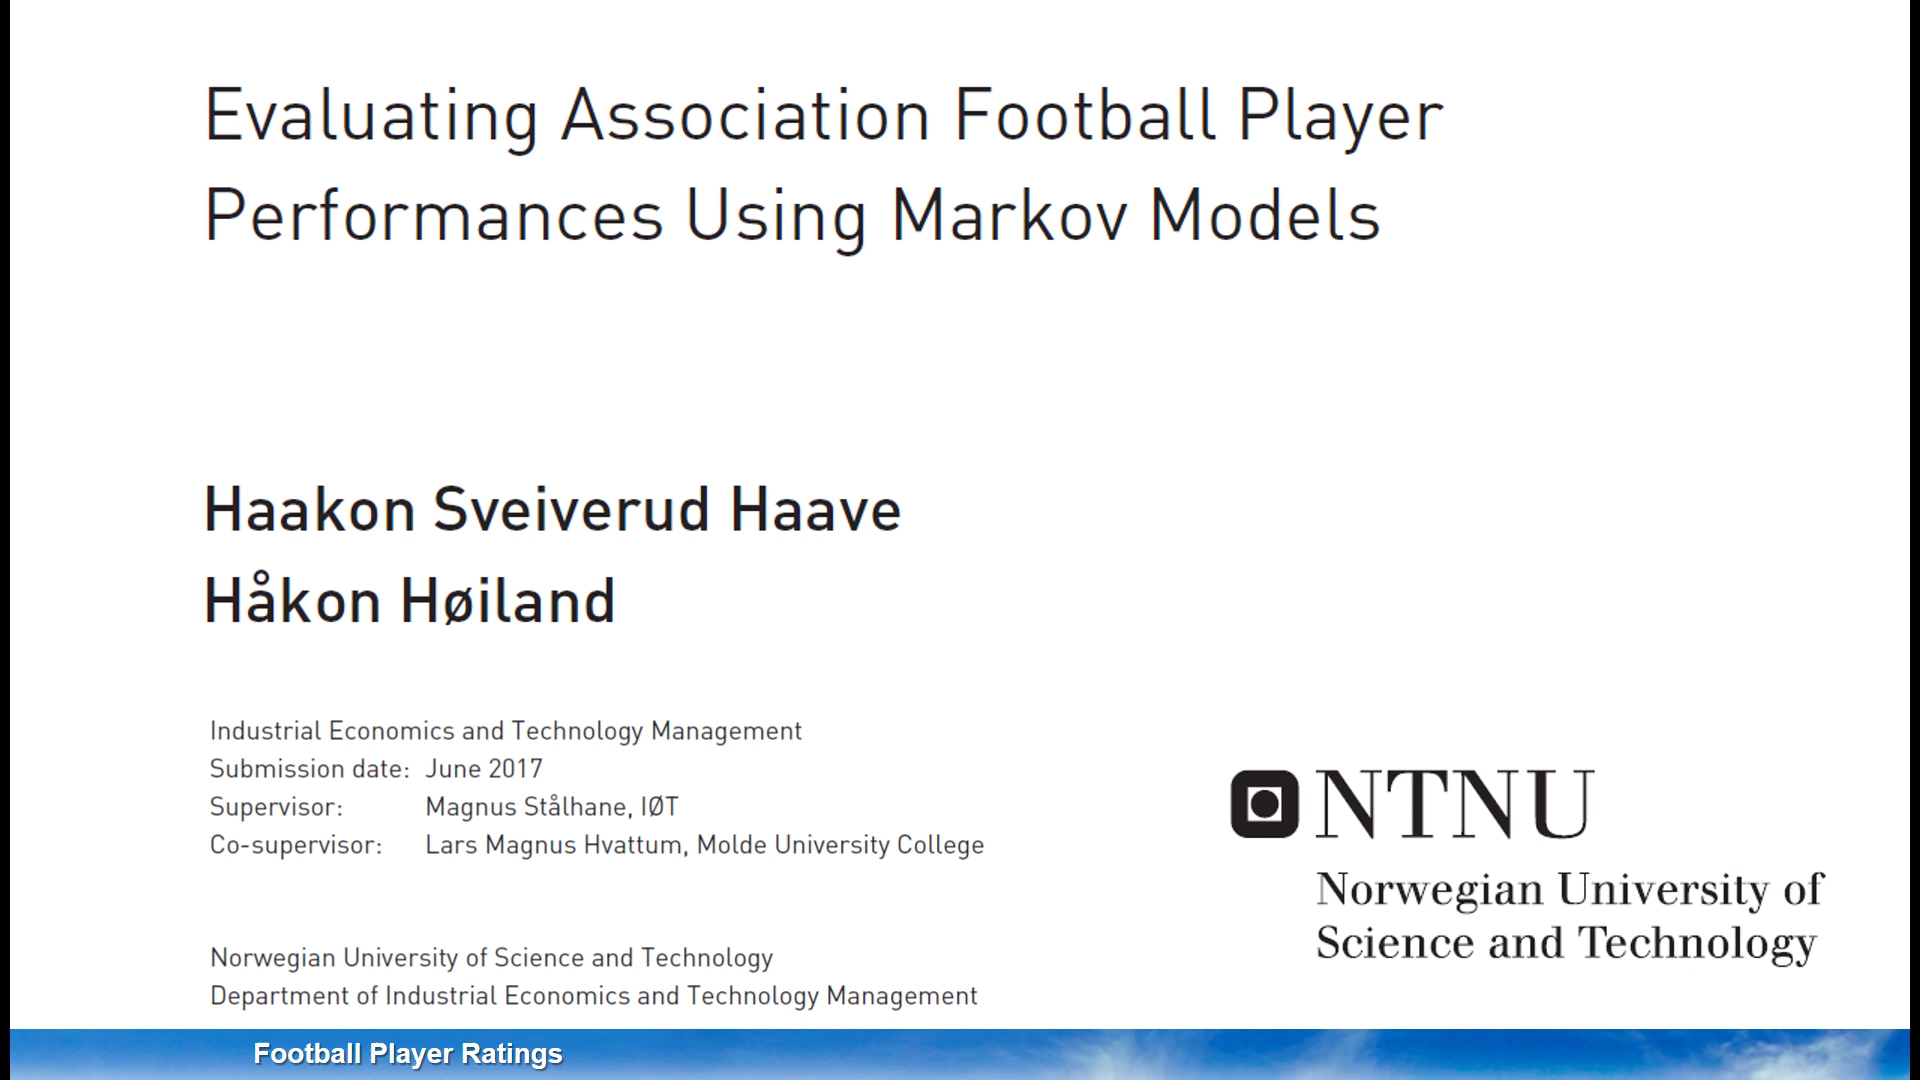 Evaluating Association Football Player
Performances Using Markov Models
Haakon Sveiverud Haave
Håkon Høiland
Industrial Economics and Technology Management
Submission date: June 2017
Supervisor: Magnus Stålhane, IØT
Co-supervisor: Lars Magnus Hvattum, Molde University College
NTNU
Norwegian University of
Science and Technology
Norwegian University of Science and Technology
Department of Industrial Economics and Technology Management
Football Player Ratings